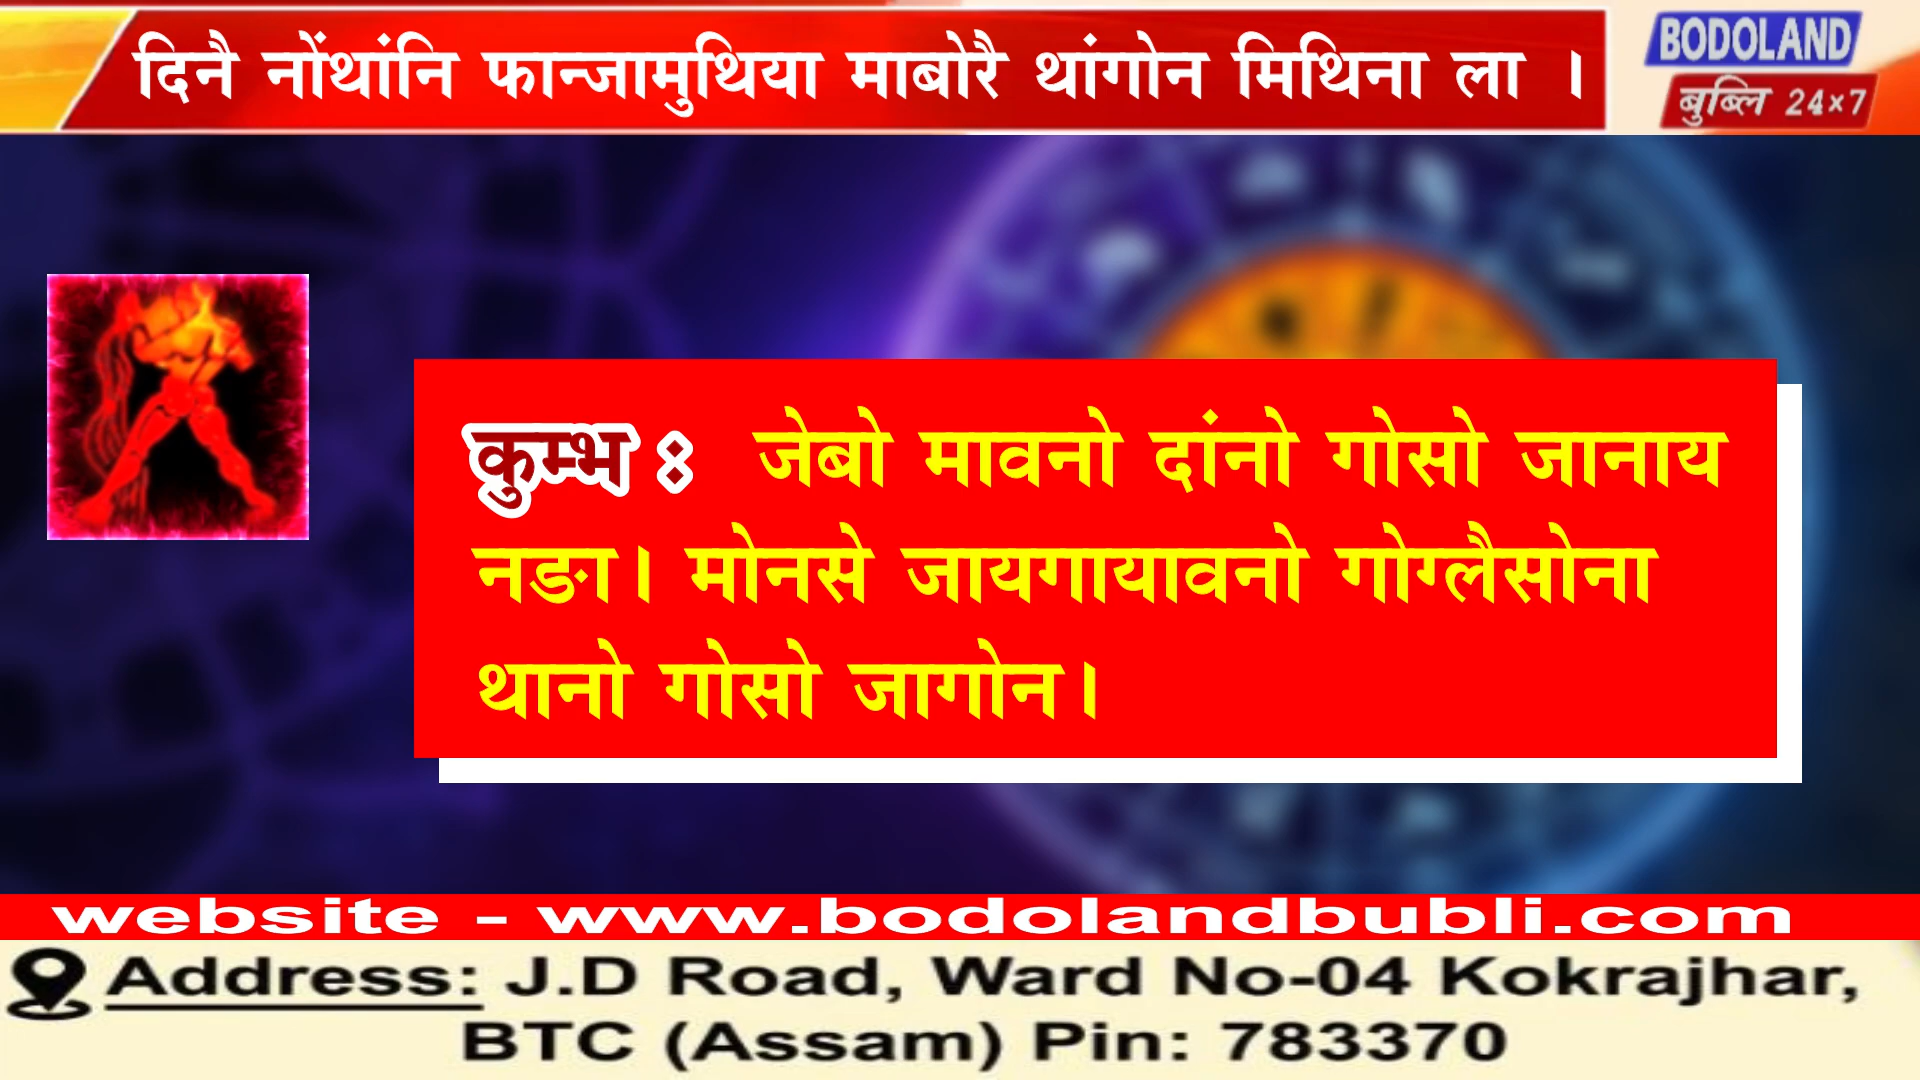 दिनै नोंथांनि फान्जामुथिया माबोरै थांगोन मिथिना ला ।
BODOLAND
बुब्लि 24×7
कुम्भ : जेबो मावनो दांनो गोसो जानाय
नङा। मोनसे जायगायावनो गोग्लैसोना
थानो गोसो जागोन।
website - www.bodolandbubli.com
Address: J.D Road, Ward No-04 Kokrajhar,
BTC (Assam) Pin: 783370